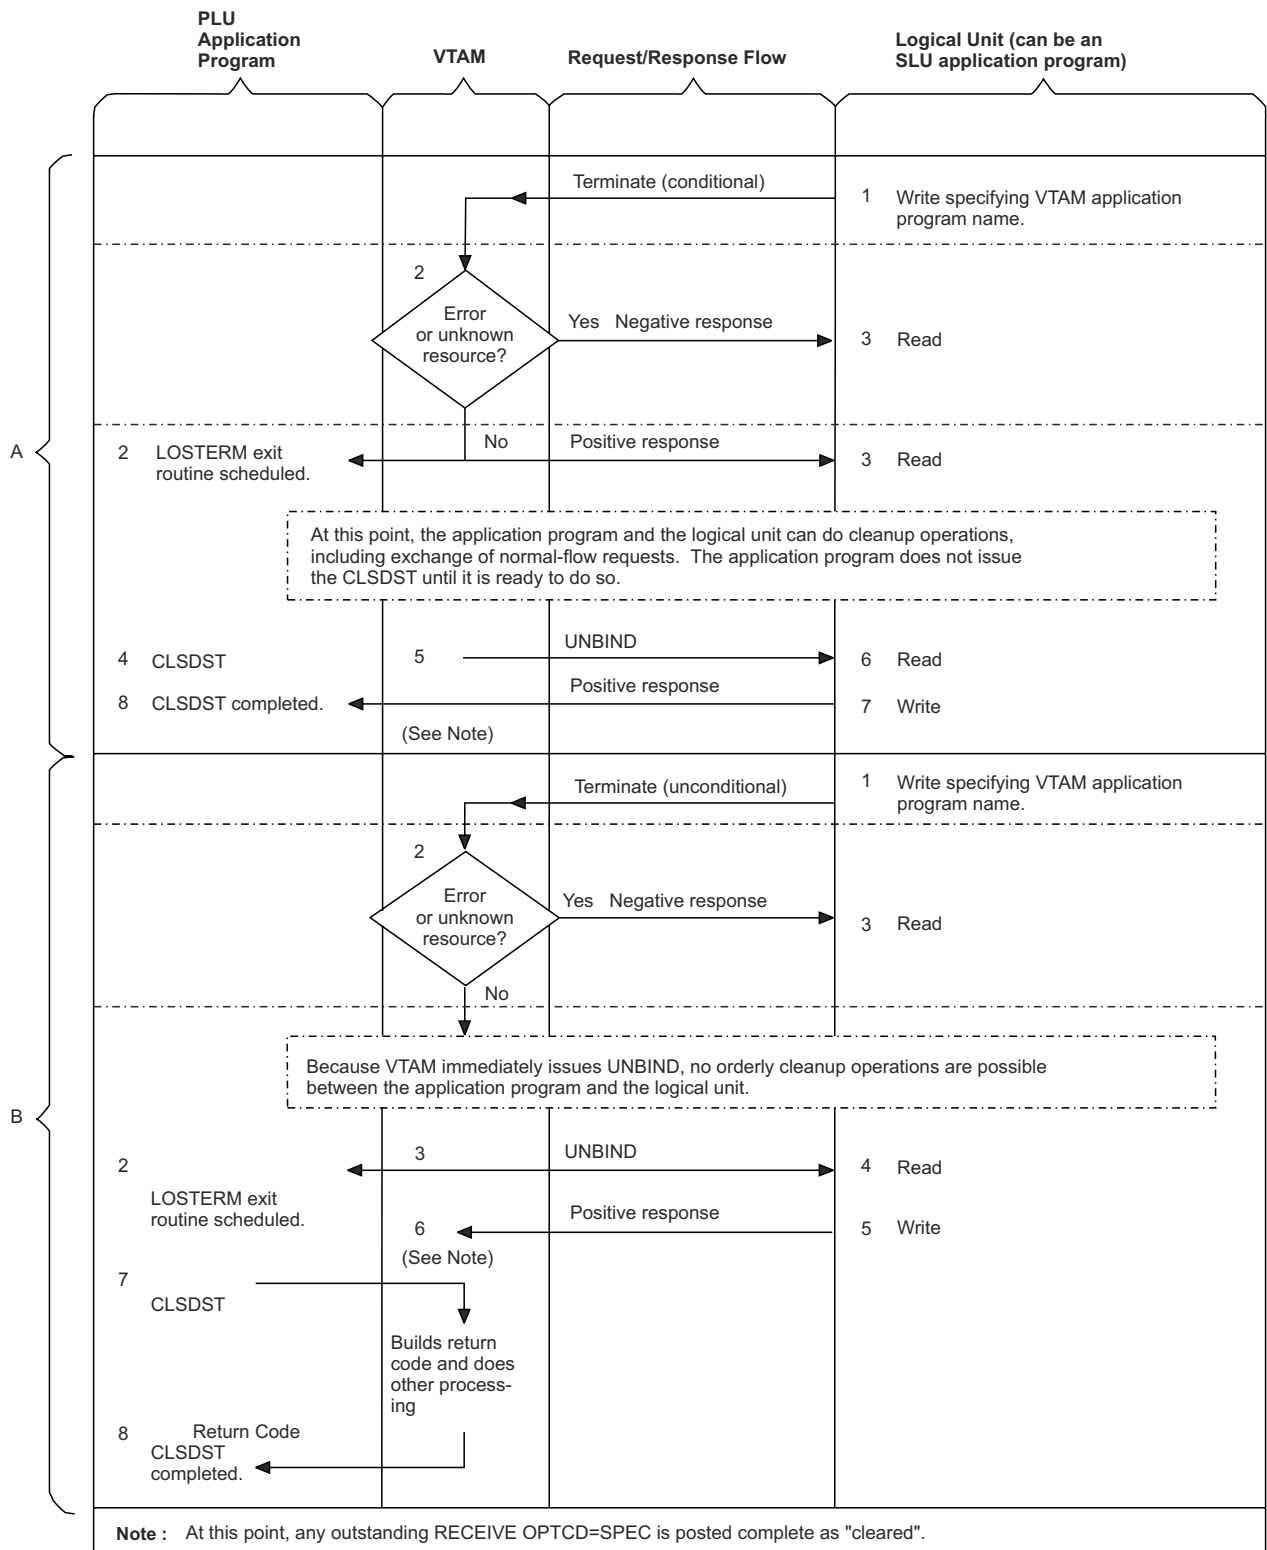 PLU
Application
Program
VTAM
Request/Response Flow
Logical Unit (can be an
SLU application program)
A
Terminate (conditional)
1 Write specifying VTAM application
program name.
2
Error
or unknown
resource?
Yes Negative response
3 Read
No
Positive response
2 LOSTERM exit
routine scheduled.
3 Read
At this point, the application program and the logical unit can do cleanup operations,
including exchange of normal-flow requests. The application program does not issue
the CLSDST until it is ready to do so.
4 CLSDST
5
UNBIND
6 Read
8 CLSDST completed.
Positive response
7 Write
(See Note)
B
Terminate (unconditional)
1 Write specifying VTAM application
program name.
2
Error
or unknown
resource?
Yes Negative response
3 Read
No
Because VTAM immediately issues UNBIND, no orderly cleanup operations are possible
between the application program and the logical unit.
2
LOSTERM exit
routine scheduled.
3
UNBIND
4 Read
6
Positive response
5 Write
(See Note)
7
CLSDST
Builds return
code and does
other process-
ing
8 Return Code
CLSDST
completed.
Note : At this point, any outstanding RECEIVE OPTCD=SPEC is posted complete as "cleared".